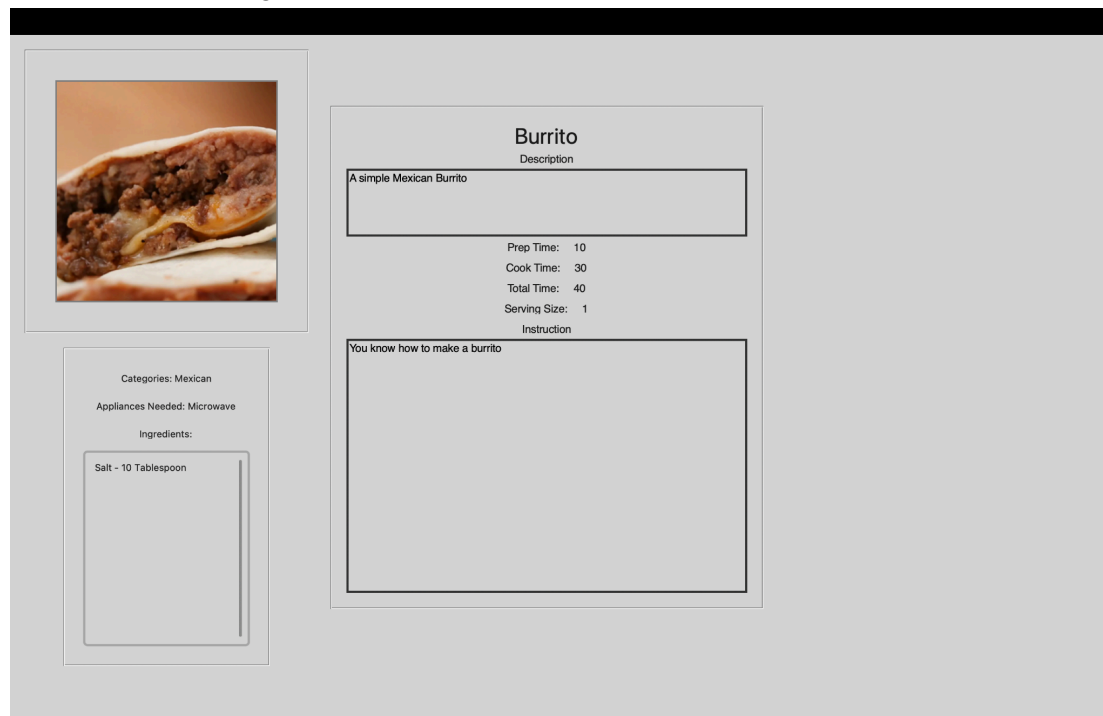 Burrito
Description
A simple Mexican Burrito
Prep Time: 10
Cook Time: 30
Total Time: 40
Serving Size: 1
Instruction
You know how to make a burrito
Categories: Mexican
Appliances Needed: Microwave
Ingredients:
Salt - 10 Tablespoon